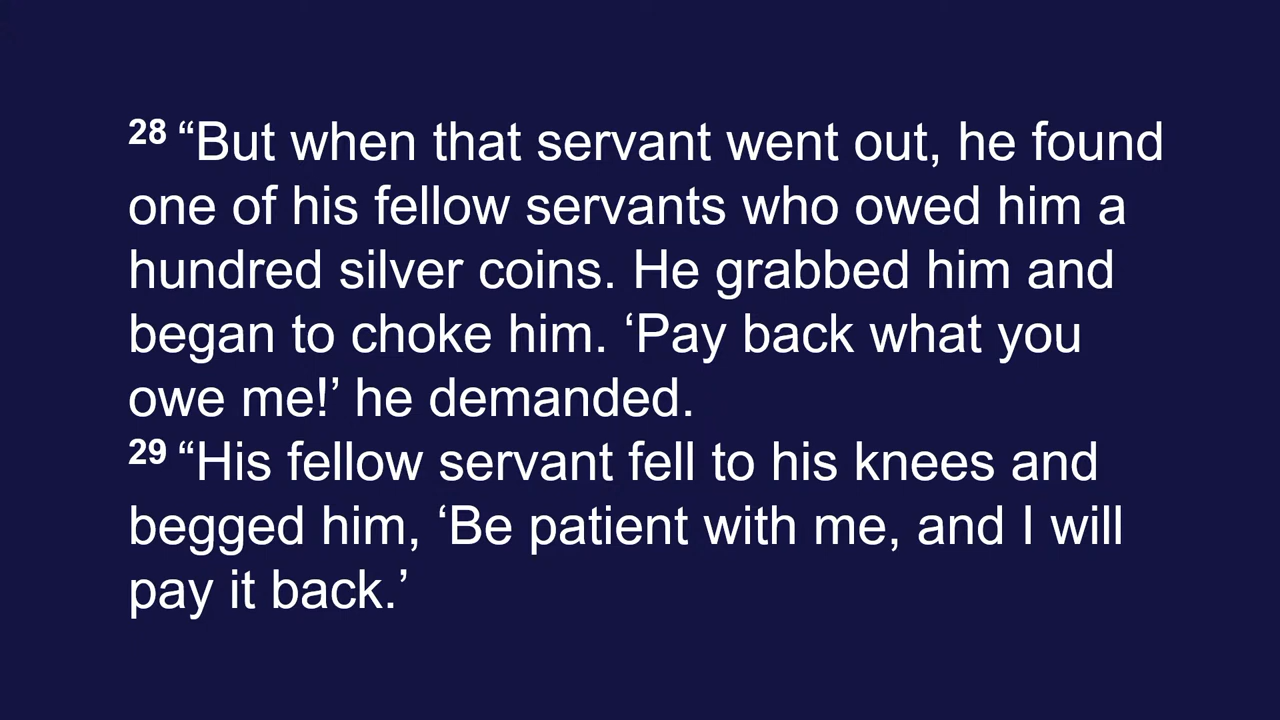 28 “But when that servant went out, he found
one of his fellow servants who owed him a
hundred silver coins. He grabbed him and
began to choke him. ‘Pay back what you
owe me!’ he demanded.
29 “His fellow servant fell to his knees and
begged him, ‘Be patient with me, and I will
pay it back.’